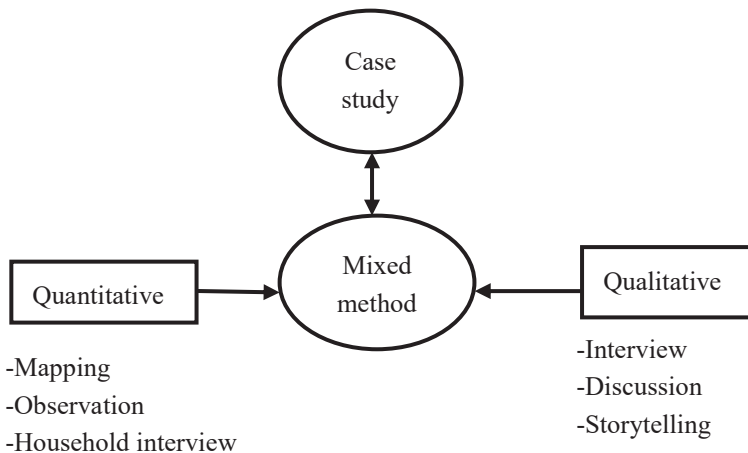 Case
study
Mixed
method
Quantitative
-Mapping
-Observation
-Household interview
Qualitative
-Interview
-Discussion
-Storytelling